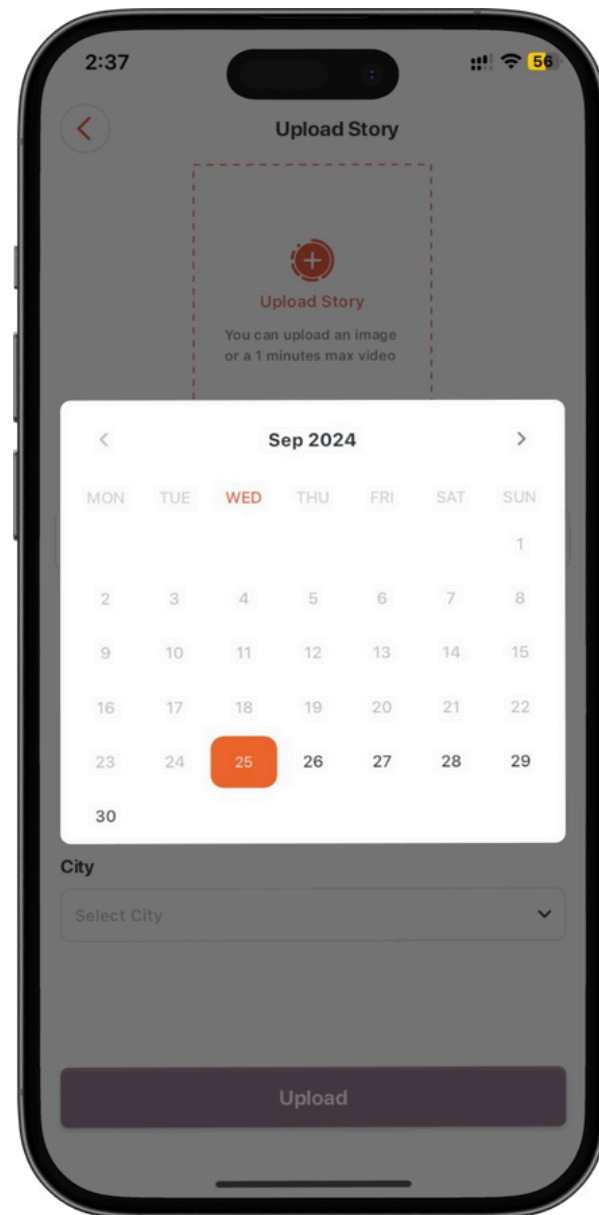 2:37
56
Upload Story
Upload Story
You can upload an image
or a 1 minutes max video
Sep 2024
MON TUE WED THU FRI SAT SUN
1
2 3 4 5 6 7 8
9 10 11 12 13 14 15
16 17 18 19 20 21 22
23 24 25 26 27 28 29
30
City
Select City
Upload